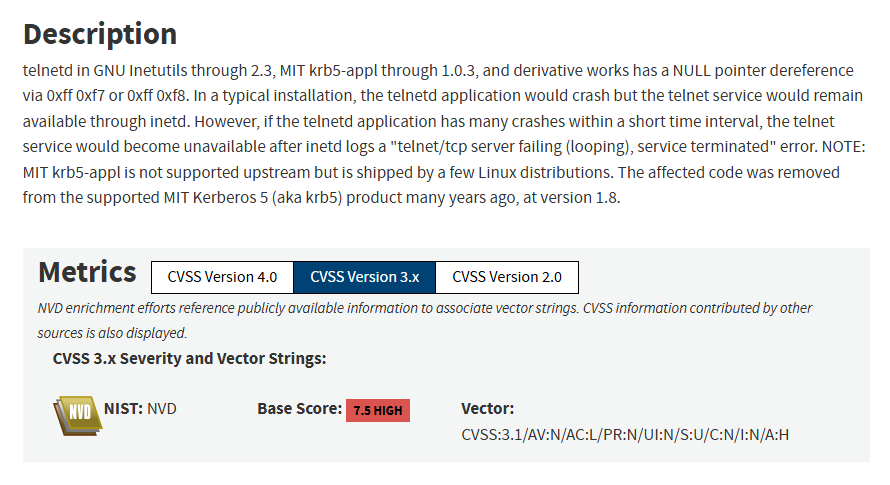 Description
telnetd in GNU Inetutils through 2.3, MIT krb5-appl through 1.0.3, and derivative works has a NULL pointer dereference
via 0xff 0xf7 or 0xff 0xf8. In a typical installation, the telnetd application would crash but the telnet service would remain
available through inetd. However, if the telnetd application has many crashes within a short time interval, the telnet
service would become unavailable after inetd logs a "telnet/tcp server failing (looping), service terminated" error. NOTE:
MIT krb5-appl is not supported upstream but is shipped by a few Linux distributions. The affected code was removed
from the supported MIT Kerberos 5 (aka krb5) product many years ago, at version 1.8.
Metrics CVSS Version 4.0 CVSS Version 3.x CVSS Version 2.0
NVD enrichment efforts reference publicly available information to associate vector strings. CVSS information contributed by other
sources is also displayed.
CVSS 3.x Severity and Vector Strings:
NVD NIST: NVD Base Score: 7.5 HIGH Vector:
CVSS:3.1/AV:N/AC:L/PR:N/UI:N/S:U/C:N/I:N/A:H